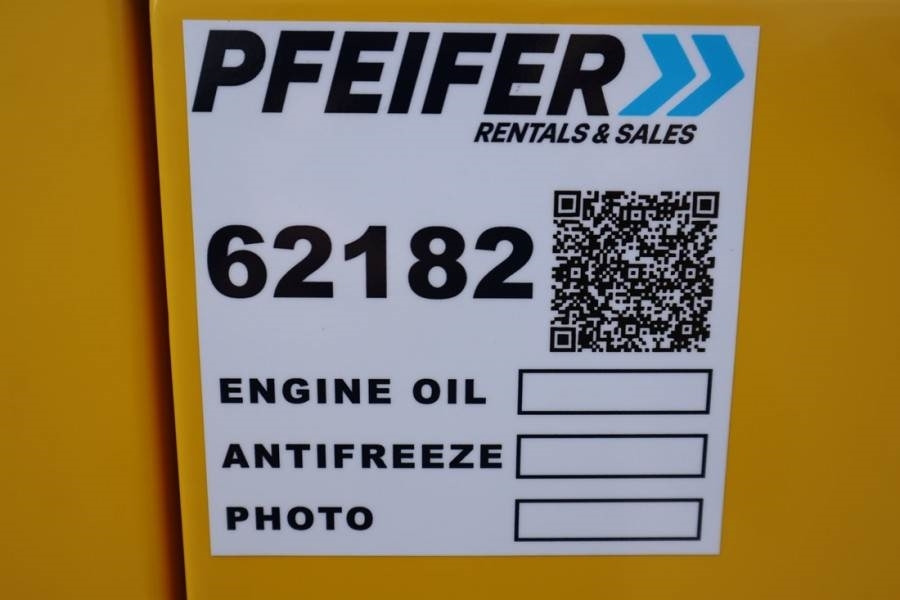 PFEIFER
RENTALS & SALES
62182
ENGINE OIL
ANTIFREEZE
PHOTO